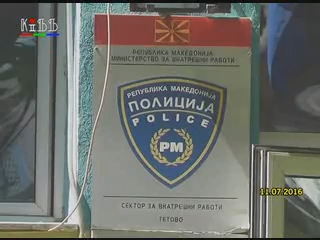 КИСС
РЕПУБЛИКА МАКЕДОНИЈА
МИНИСТЕРСТВО ЗА ВНАТРЕШНИ РАБОТИ
РЕПУБЛИКА МАКЕДОНИЈА
ПОЛИЦИЈА
POLICE
РМ
СЕКТОР ЗА ВНАТРЕШНИ РАБОТИ
ТЕТОВО
11.07.2016